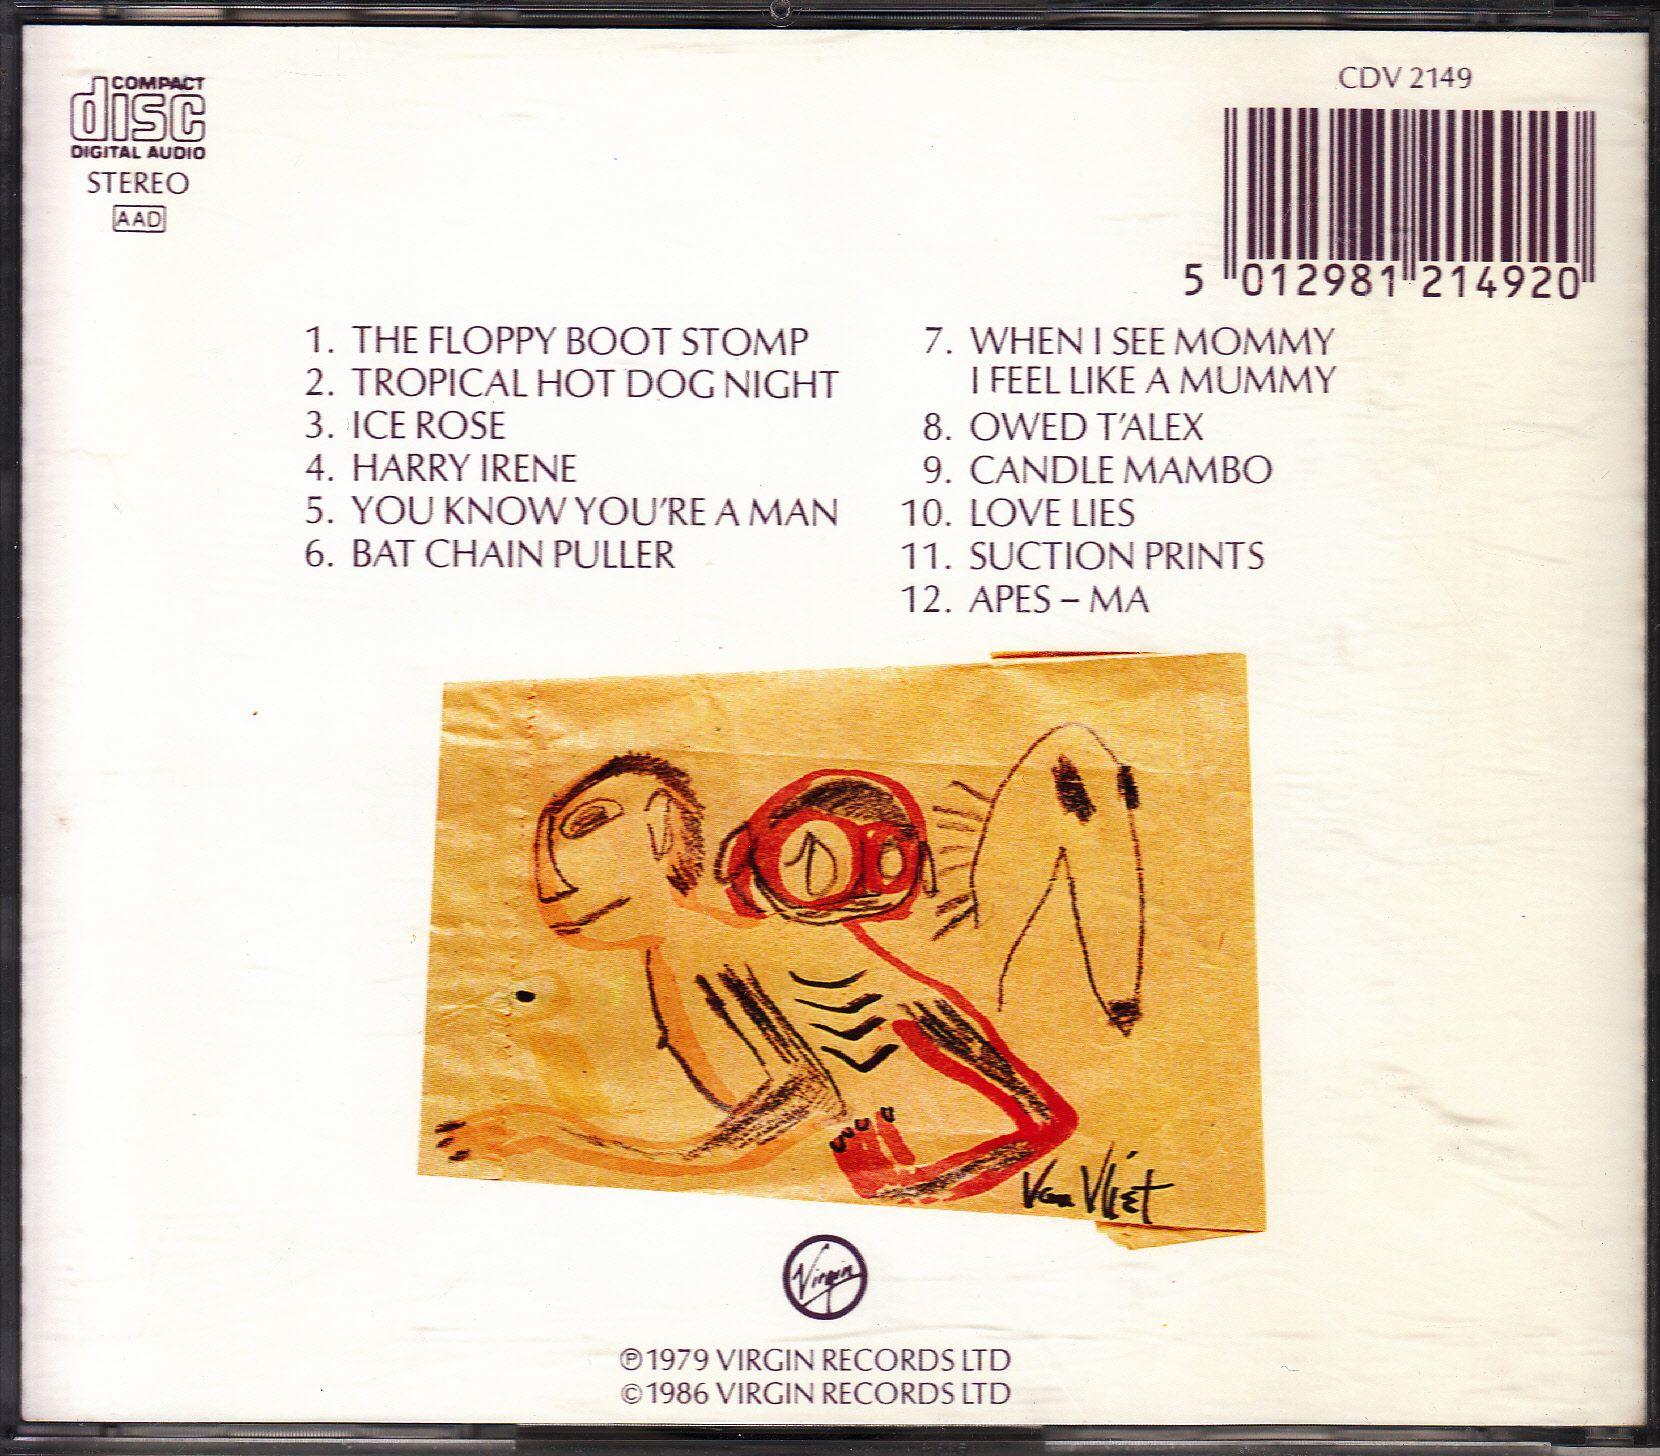 COMPACT
disc
DIGITAL AUDIO
STEREO
AAD
CDV 2149
5 012981 214920
1. THE FLOPPY BOOT STOMP
2. TROPICAL HOT DOG NIGHT
3. ICE ROSE
4. HARRY IRENE
5. YOU KNOW YOU'RE A MAN
6. BAT CHAIN PULLER
7. WHEN I SEE MOMMY
I FEEL LIKE A MUMMY
8. OWED T'ALEX
9. CANDLE MAMBO
10. LOVE LIES
11. SUCTION PRINTS
12. APES – MA
Van Vliet
Virgin
℗1979 VIRGIN RECORDS LTD
©1986 VIRGIN RECORDS LTD